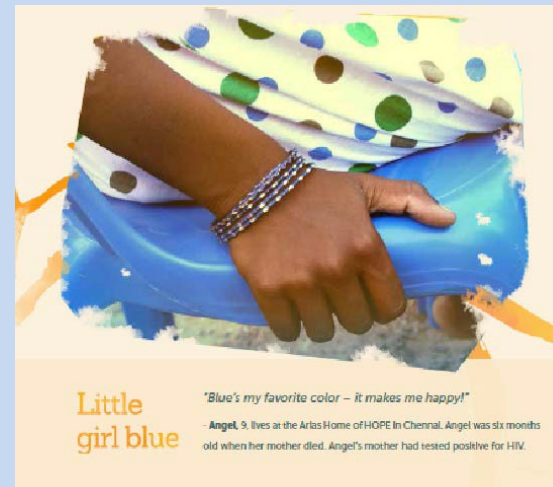 Little
girl blue
"Blue's my favorite color – it makes me happy!"
- Angel, 9, lives at the Arias Home of HOPE in Chennai. Angel was six months
old when her mother died. Angel's mother had tested positive for HIV.